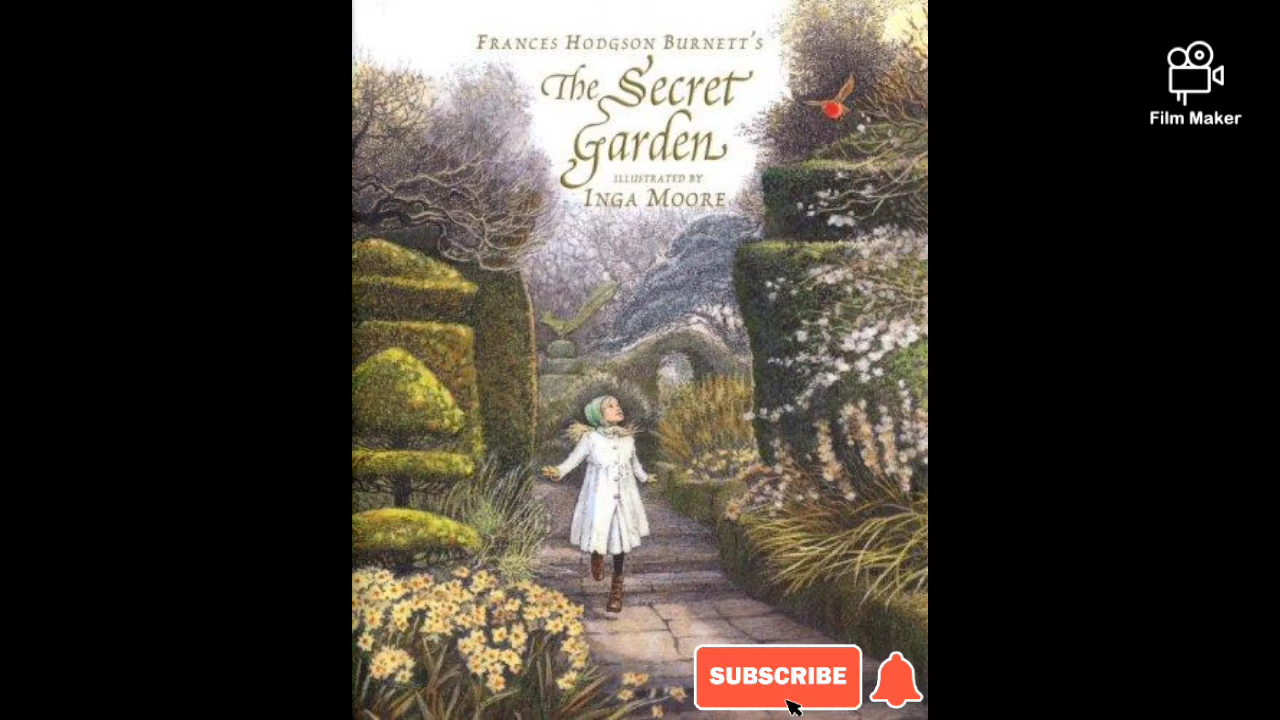 FRANCES HODGSON BURNETT'S
The Secret
Garden
ILLUSTRATED BY
INGA MOORE
Film Maker
SUBSCRIBE